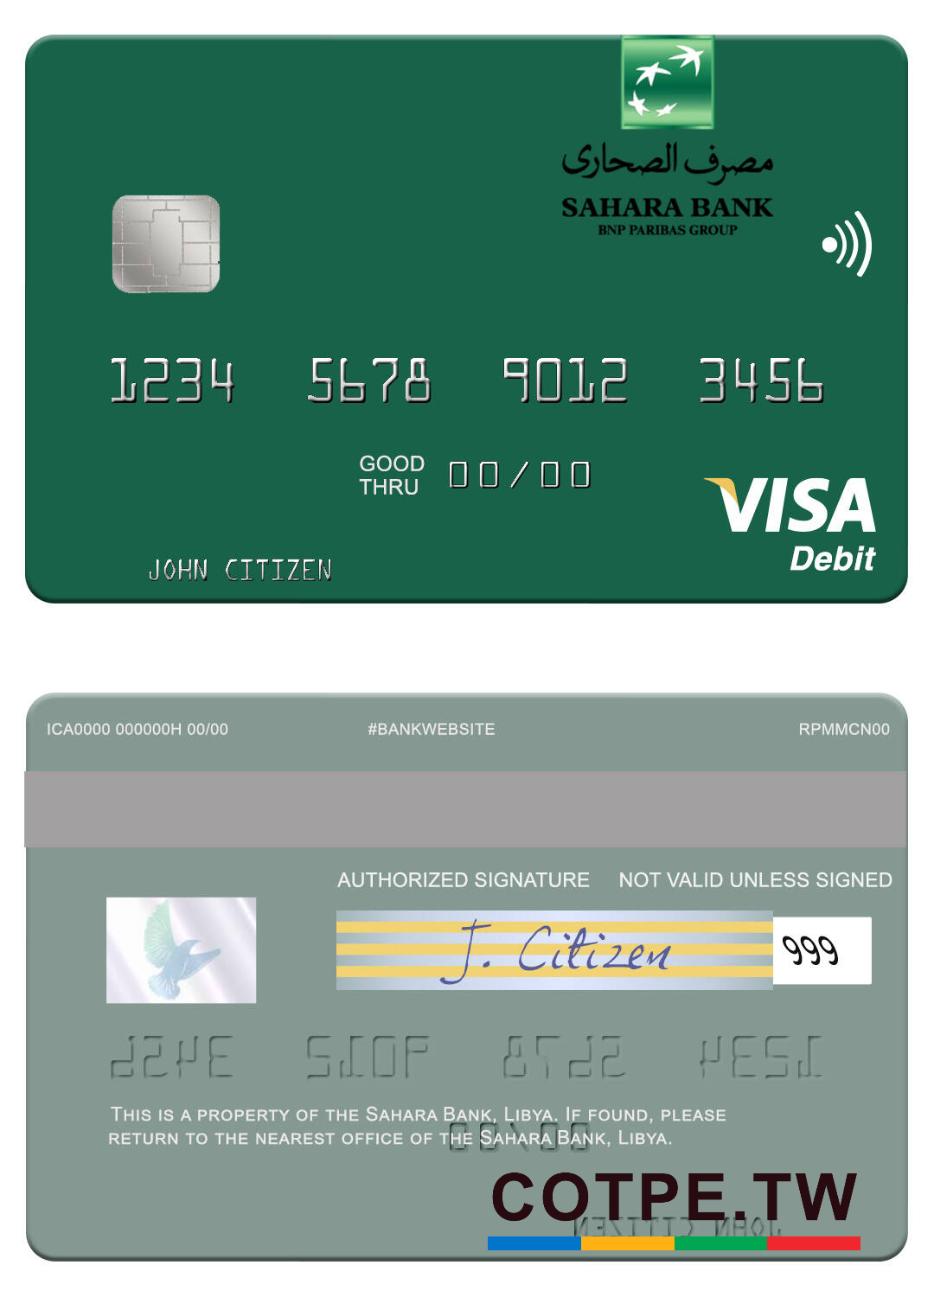 مصرف الصحارى
SAHARA BANK
BNP PARIBAS GROUP
1234 5678 9012 3456
GOOD
THRU 00/00
VISA
Debit
JOHN CITIZEN
ICA0000 000000H 00/00 #BANKWEBSITE RPMMCN00
AUTHORIZED SIGNATURE NOT VALID UNLESS SIGNED
J. Citizen 999
THIS IS A PROPERTY OF THE SAHARA BANK, LIBYA. IF FOUND, PLEASE
RETURN TO THE NEAREST OFFICE OF THE SAHARA BANK, LIBYA.
COTPE.TW